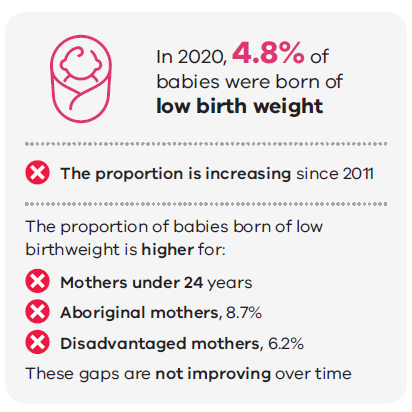 In 2020, 4.8% of
babies were born of
low birth weight
The proportion is increasing since 2011
The proportion of babies born of low
birthweight is higher for:
Mothers under 24 years
Aboriginal mothers, 8.7%
Disadvantaged mothers, 6.2%
These gaps are not improving over time